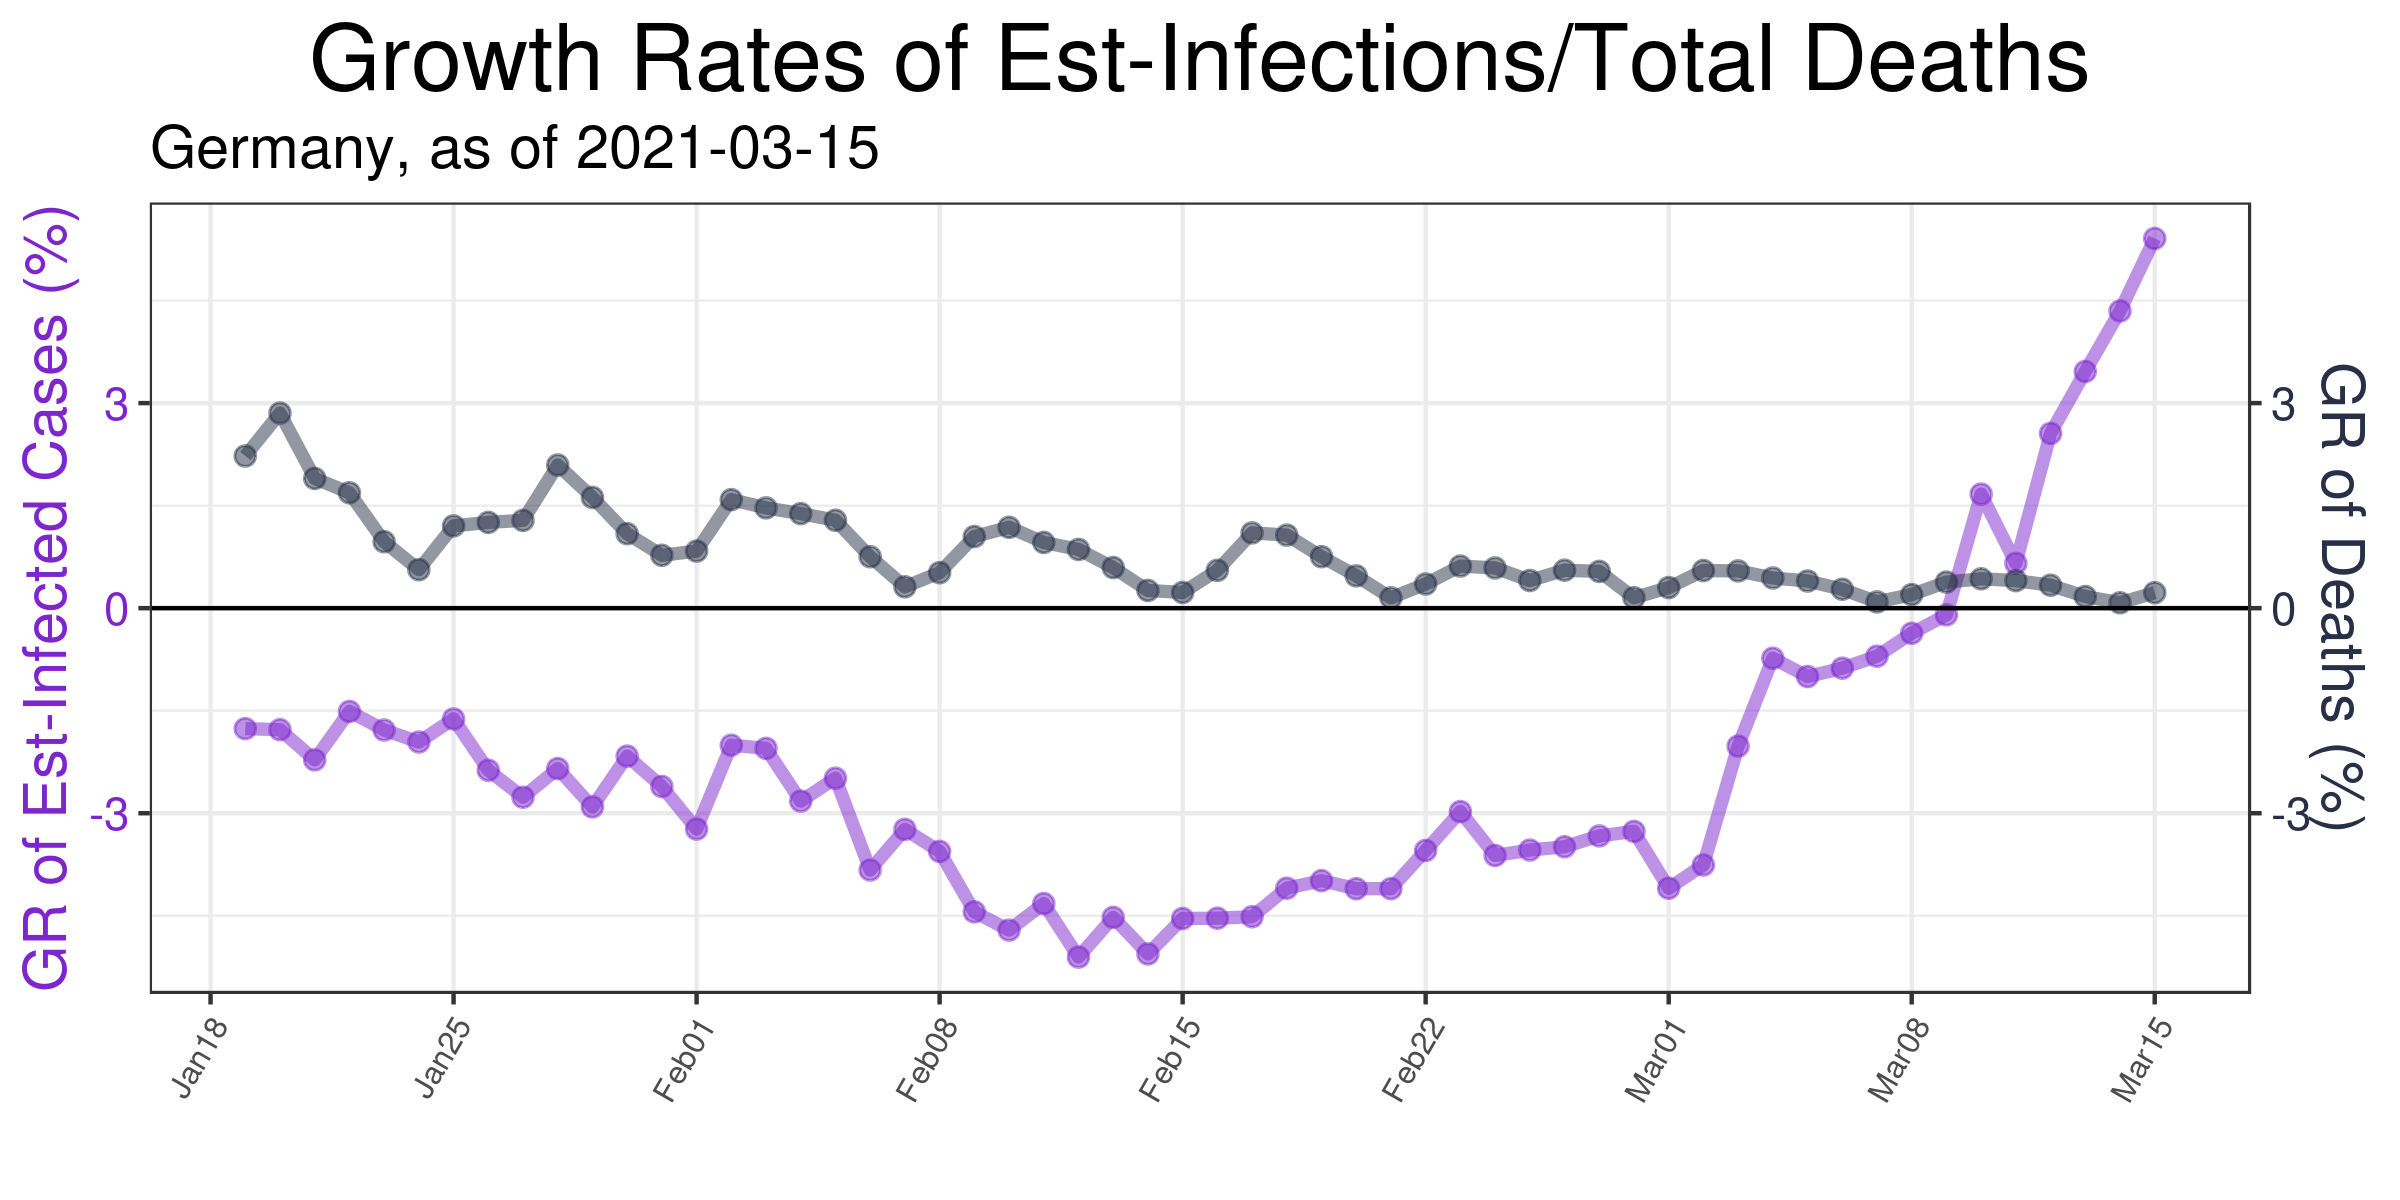 Growth Rates of Est-Infections/Total Deaths
Germany, as of 2021-03-15
GR of Est-Infected Cases (%)
3
0
-3
3
0
-3
GR of Deaths (%)
Jan18
Jan25
Feb01
Feb08
Feb15
Feb22
Mar01
Mar08
Mar15